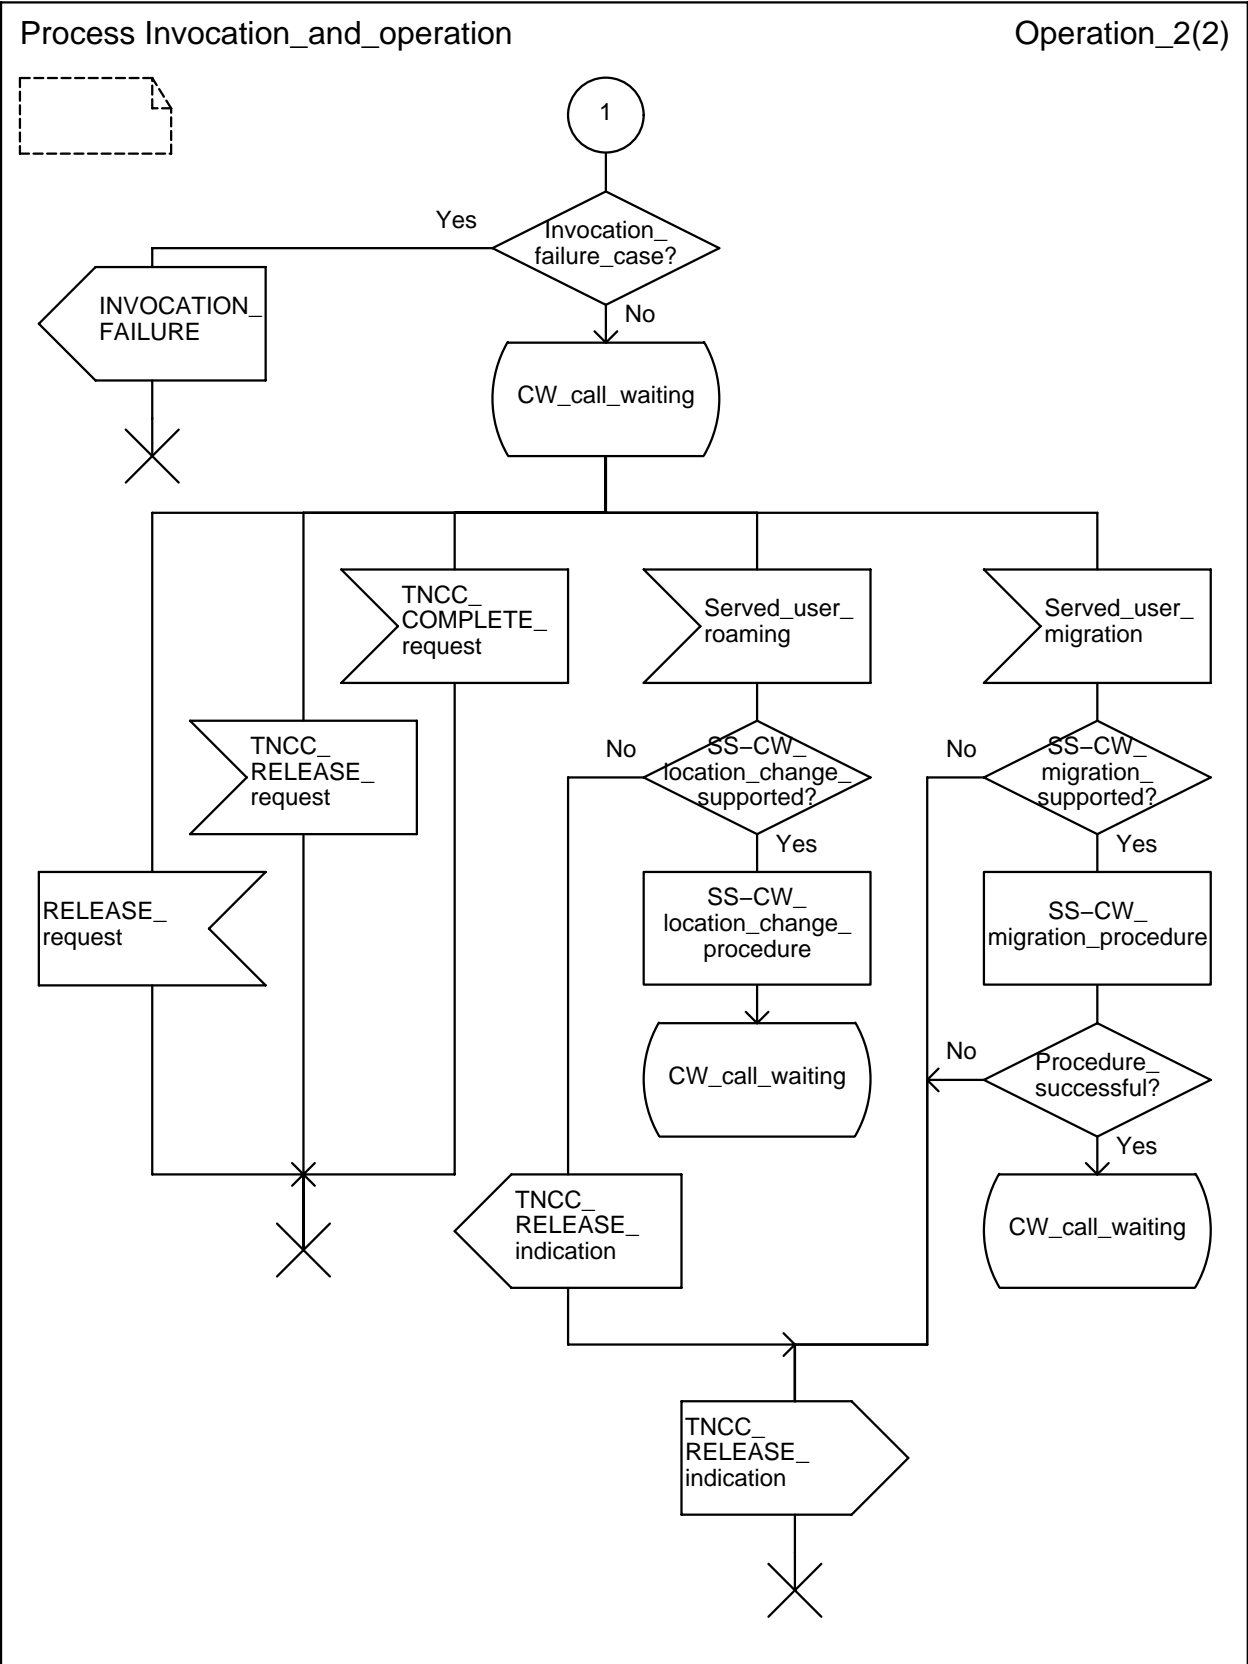 Process Invocation_and_operation
Operation_2(2)
1
Yes
Invocation_
failure_case?
No
INVOCATION_
FAILURE
CW_call_waiting
TNCC_
COMPLETE_
request
Served_user_
roaming
Served_user_
migration
TNCC_
RELEASE_
request
No
SS−CW_
location_change_
supported?
Yes
No
SS−CW_
migration_
supported?
Yes
RELEASE_
request
SS−CW_
location_change_
procedure
SS−CW_
migration_procedure
CW_call_waiting
No
Procedure_
successful?
Yes
TNCC_
RELEASE_
indication
CW_call_waiting
TNCC_
RELEASE_
indication